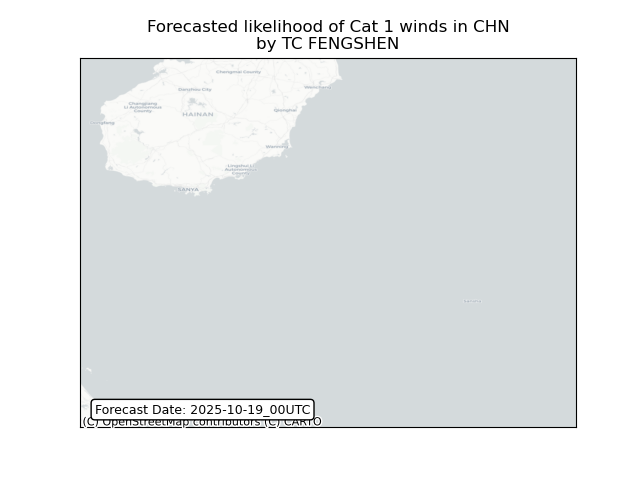 Forecasted likelihood of Cat 1 winds in CHN
by TC FENGSHEN
Chengmai County
Danzhou City
Wenchang
Changjiang
Li Autonomous
County
Qionghai
HAINAN
Wanning
Lingshui Li
Autonomous
County
SANYA
Forecast Date: 2025-10-19_00UTC
(C) OpenStreetMap contributors (C) CARTO